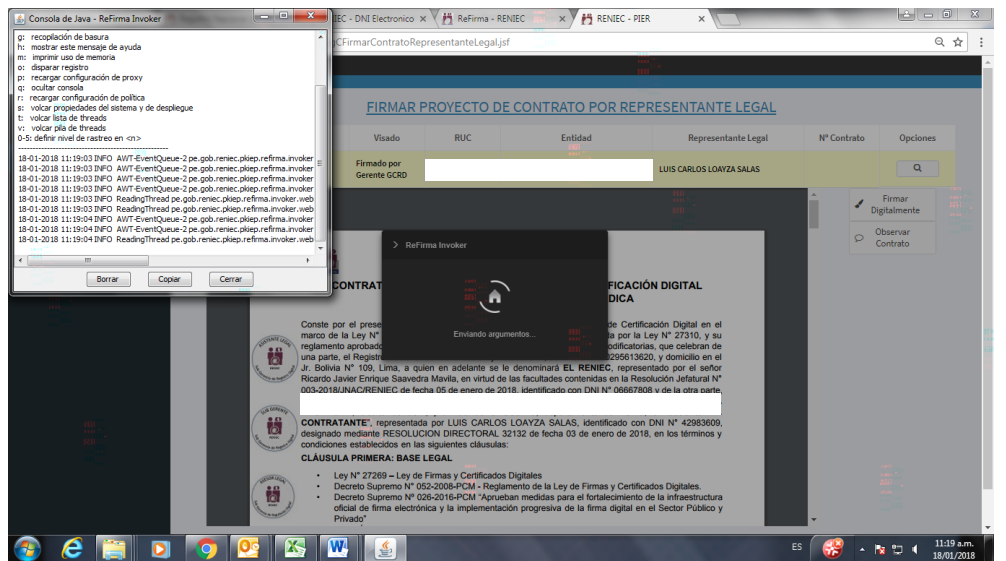 Consola de Java - ReFirma Invoker
g: recopilación de basura
h: mostrar este mensaje de ayuda
m: imprimir uso de memoria
o: disparar registro
p: recargar configuración de proxy
q: ocultar consola
r: recargar configuración de política
s: volcar propiedades del sistema y de despliegue
t: volcar lista de threads
v: volcar pila de threads
0-5: definir nivel de rastreo en <n>
----------------------------------------------------
18-01-2018 11:19:03 INFO AWT-EventQueue-2 pe.gob.reniec.pkiep.refirma.invoker
18-01-2018 11:19:03 INFO AWT-EventQueue-2 pe.gob.reniec.pkiep.refirma.invoker
18-01-2018 11:19:03 INFO AWT-EventQueue-2 pe.gob.reniec.pkiep.refirma.invoker
18-01-2018 11:19:03 INFO AWT-EventQueue-2 pe.gob.reniec.pkiep.refirma.invoker
18-01-2018 11:19:03 INFO ReadingThread pe.gob.reniec.pkiep.refirma.invoker.web
18-01-2018 11:19:03 INFO ReadingThread pe.gob.reniec.pkiep.refirma.invoker.web
18-01-2018 11:19:04 INFO AWT-EventQueue-2 pe.gob.reniec.pkiep.refirma.invoker
18-01-2018 11:19:04 INFO AWT-EventQueue-2 pe.gob.reniec.pkiep.refirma.invoker
18-01-2018 11:19:04 INFO ReadingThread pe.gob.reniec.pkiep.refirma.invoker.web
Borrar Copiar Cerrar
IEC - DNI Electronico ReFirma - RENIEC RENIEC - PIER
CFirmarContratoRepresentanteLegal.jsf
FIRMAR PROYECTO DE CONTRATO POR REPRESENTANTE LEGAL
Visado RUC Entidad Representante Legal N° Contrato Opciones
Firmado por
Gerente GCRD LUIS CARLOS LOAYZA SALAS
Firmar
Digitalmente
Observar
Contrato
ReFirma Invoker
Enviando argumentos...
CONTRAT FICACIÓN DIGITAL
DICA
Conste por el prese de Certificación Digital en el
marco de la Ley N° a por la Ley N° 27310, y su
reglamento aprobado odificatorias, que celebran de
una parte, el Registr 295613620, y domicilio en el
Jr. Bolivia N° 109, Lima, a quien en adelante se le denominará EL RENIEC, representado por el señor
Ricardo Javier Enrique Saavedra Mavila, en virtud de las facultades contenidas en la Resolución Jefatural N°
003-2018/JNAC/RENIEC de fecha 05 de enero de 2018, identificado con DNI N° 06667808 y de la otra parte,
CONTRATANTE", representada por LUIS CARLOS LOAYZA SALAS, identificado con DNI N° 42983609,
designado mediante RESOLUCION DIRECTORAL 32132 de fecha 03 de enero de 2018, en los términos y
condiciones establecidos en las siguientes cláusulas:
CLÁUSULA PRIMERA: BASE LEGAL
• Ley N° 27269 – Ley de Firmas y Certificados Digitales
• Decreto Supremo N° 052-2008-PCM - Reglamento de la Ley de Firmas y Certificados Digitales.
• Decreto Supremo Nº 026-2016-PCM "Aprueban medidas para el fortalecimiento de la infraestructura
oficial de firma electrónica y la implementación progresiva de la firma digital en el Sector Público y
Privado"
ES
11:19 a.m.
18/01/2018